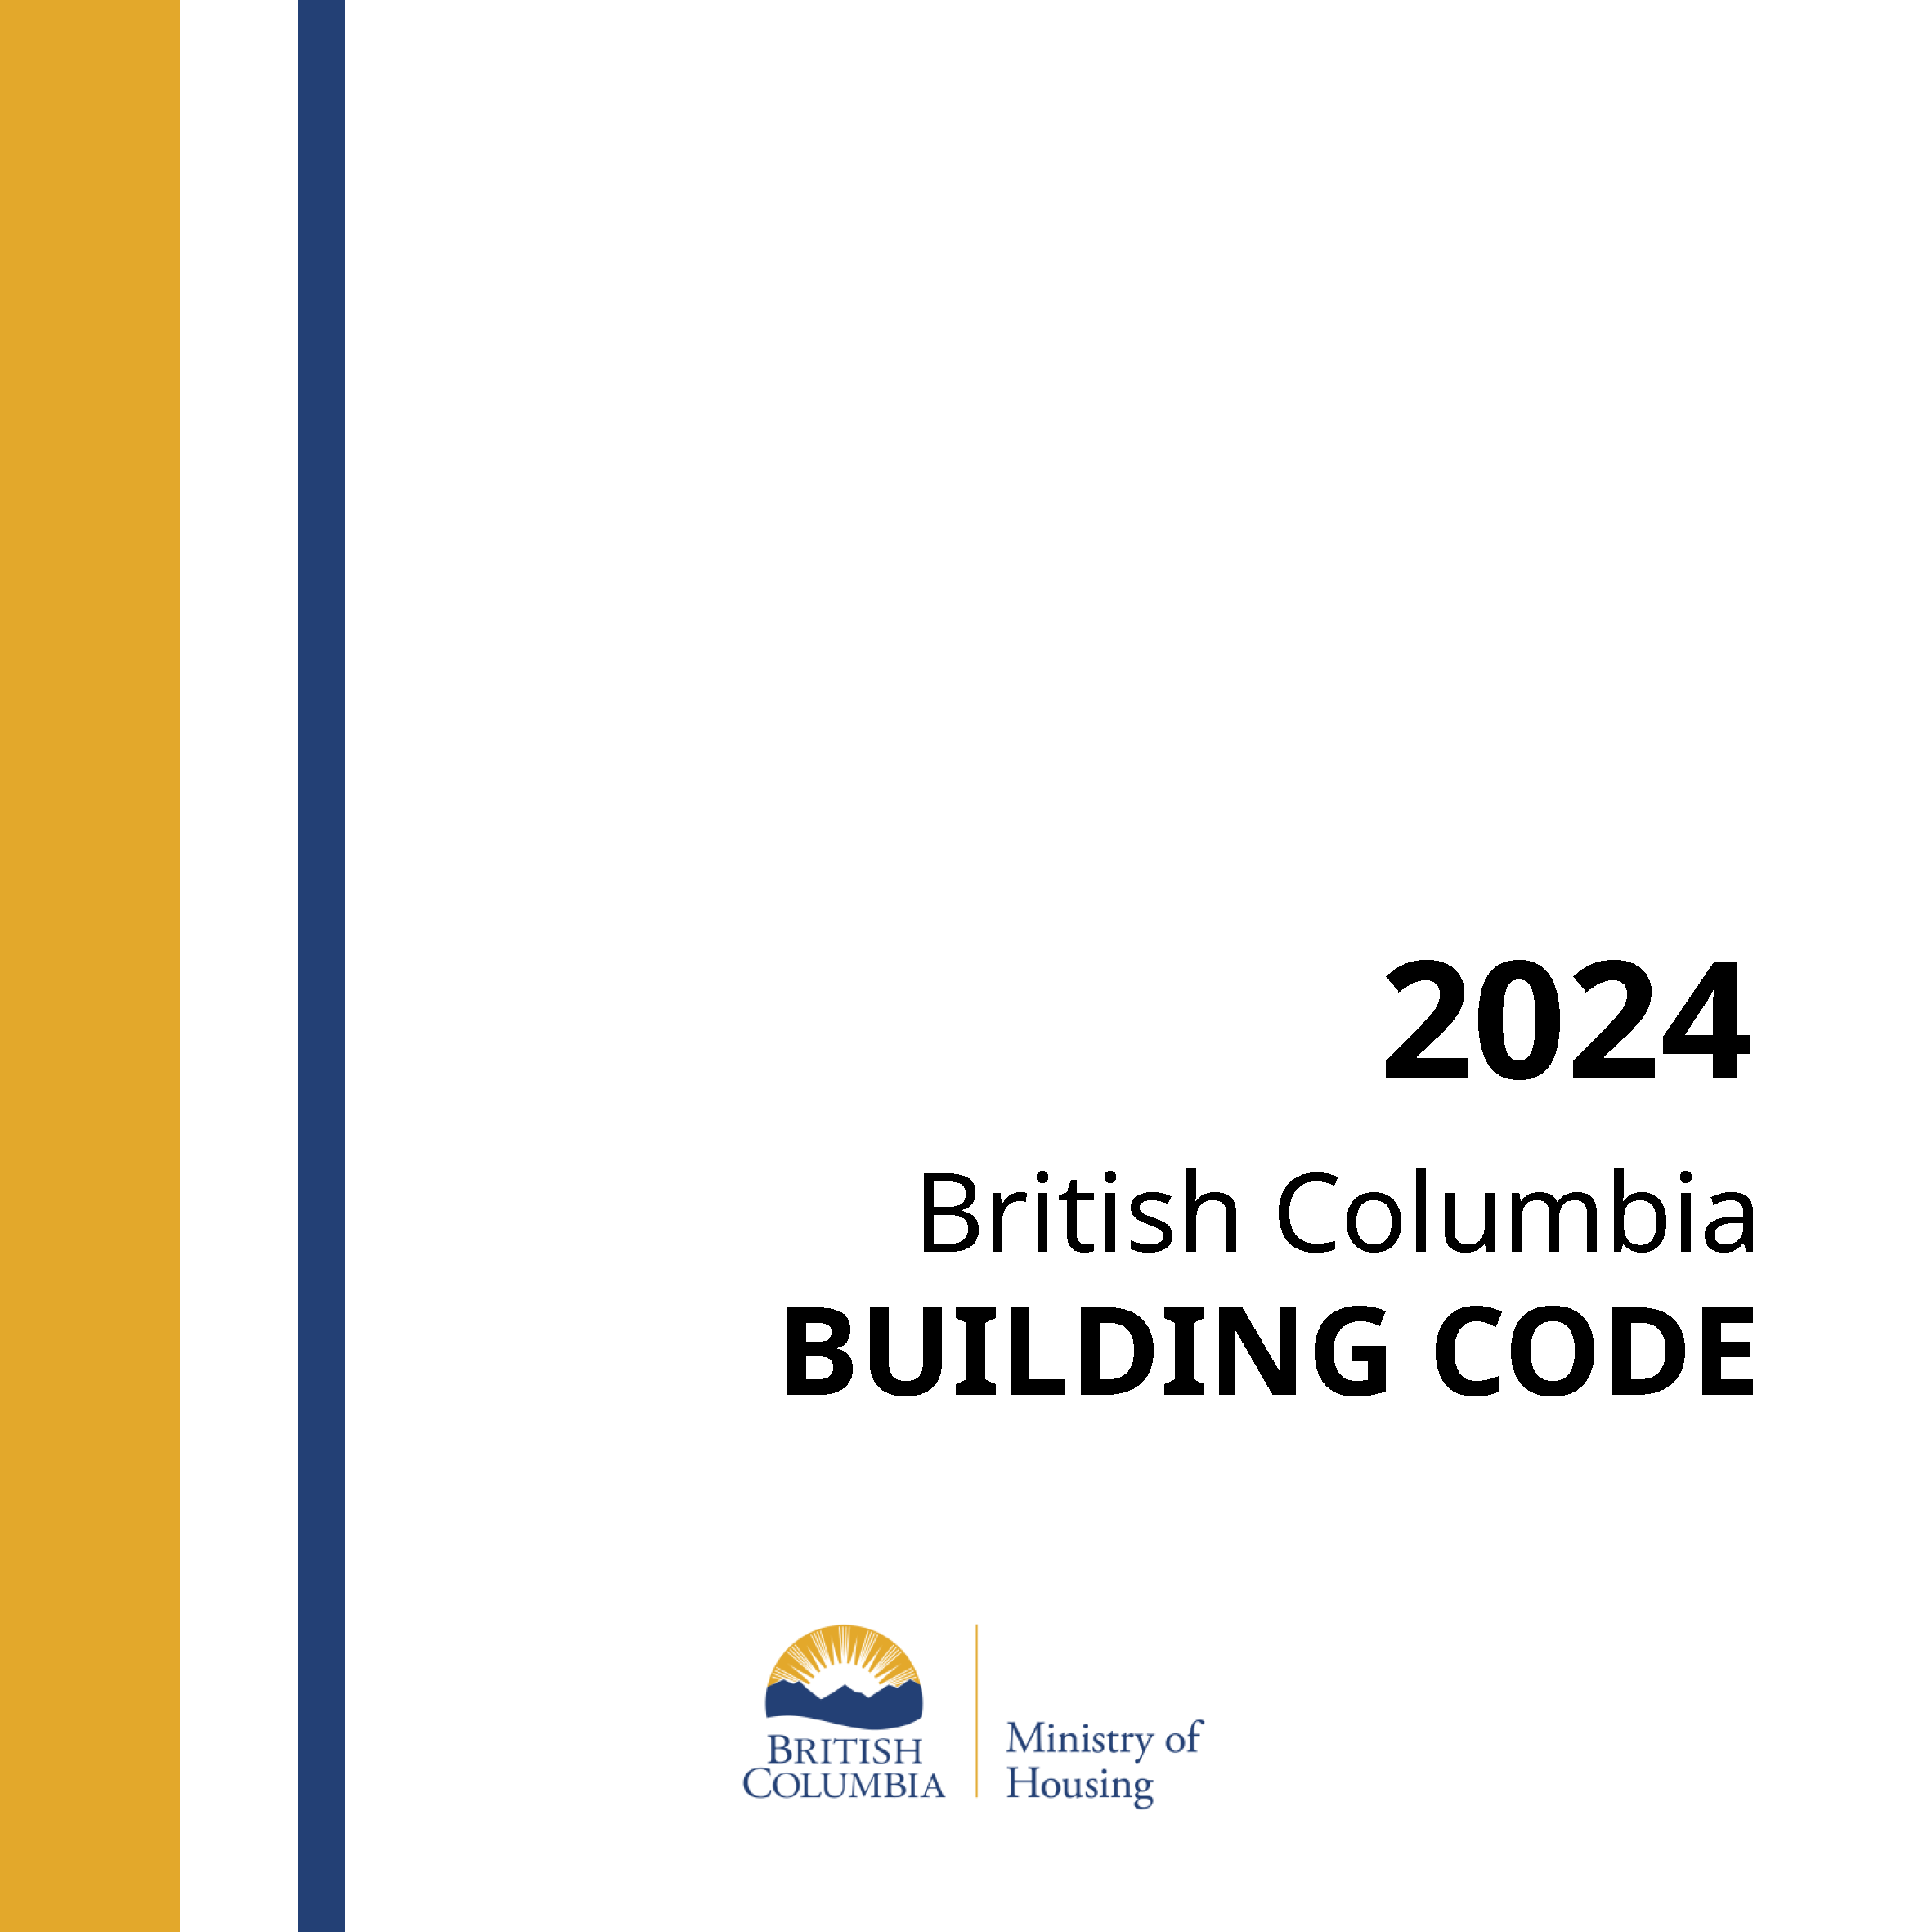 2024
British Columbia
BUILDING CODE
BRITISH
COLUMBIA
Ministry of
Housing